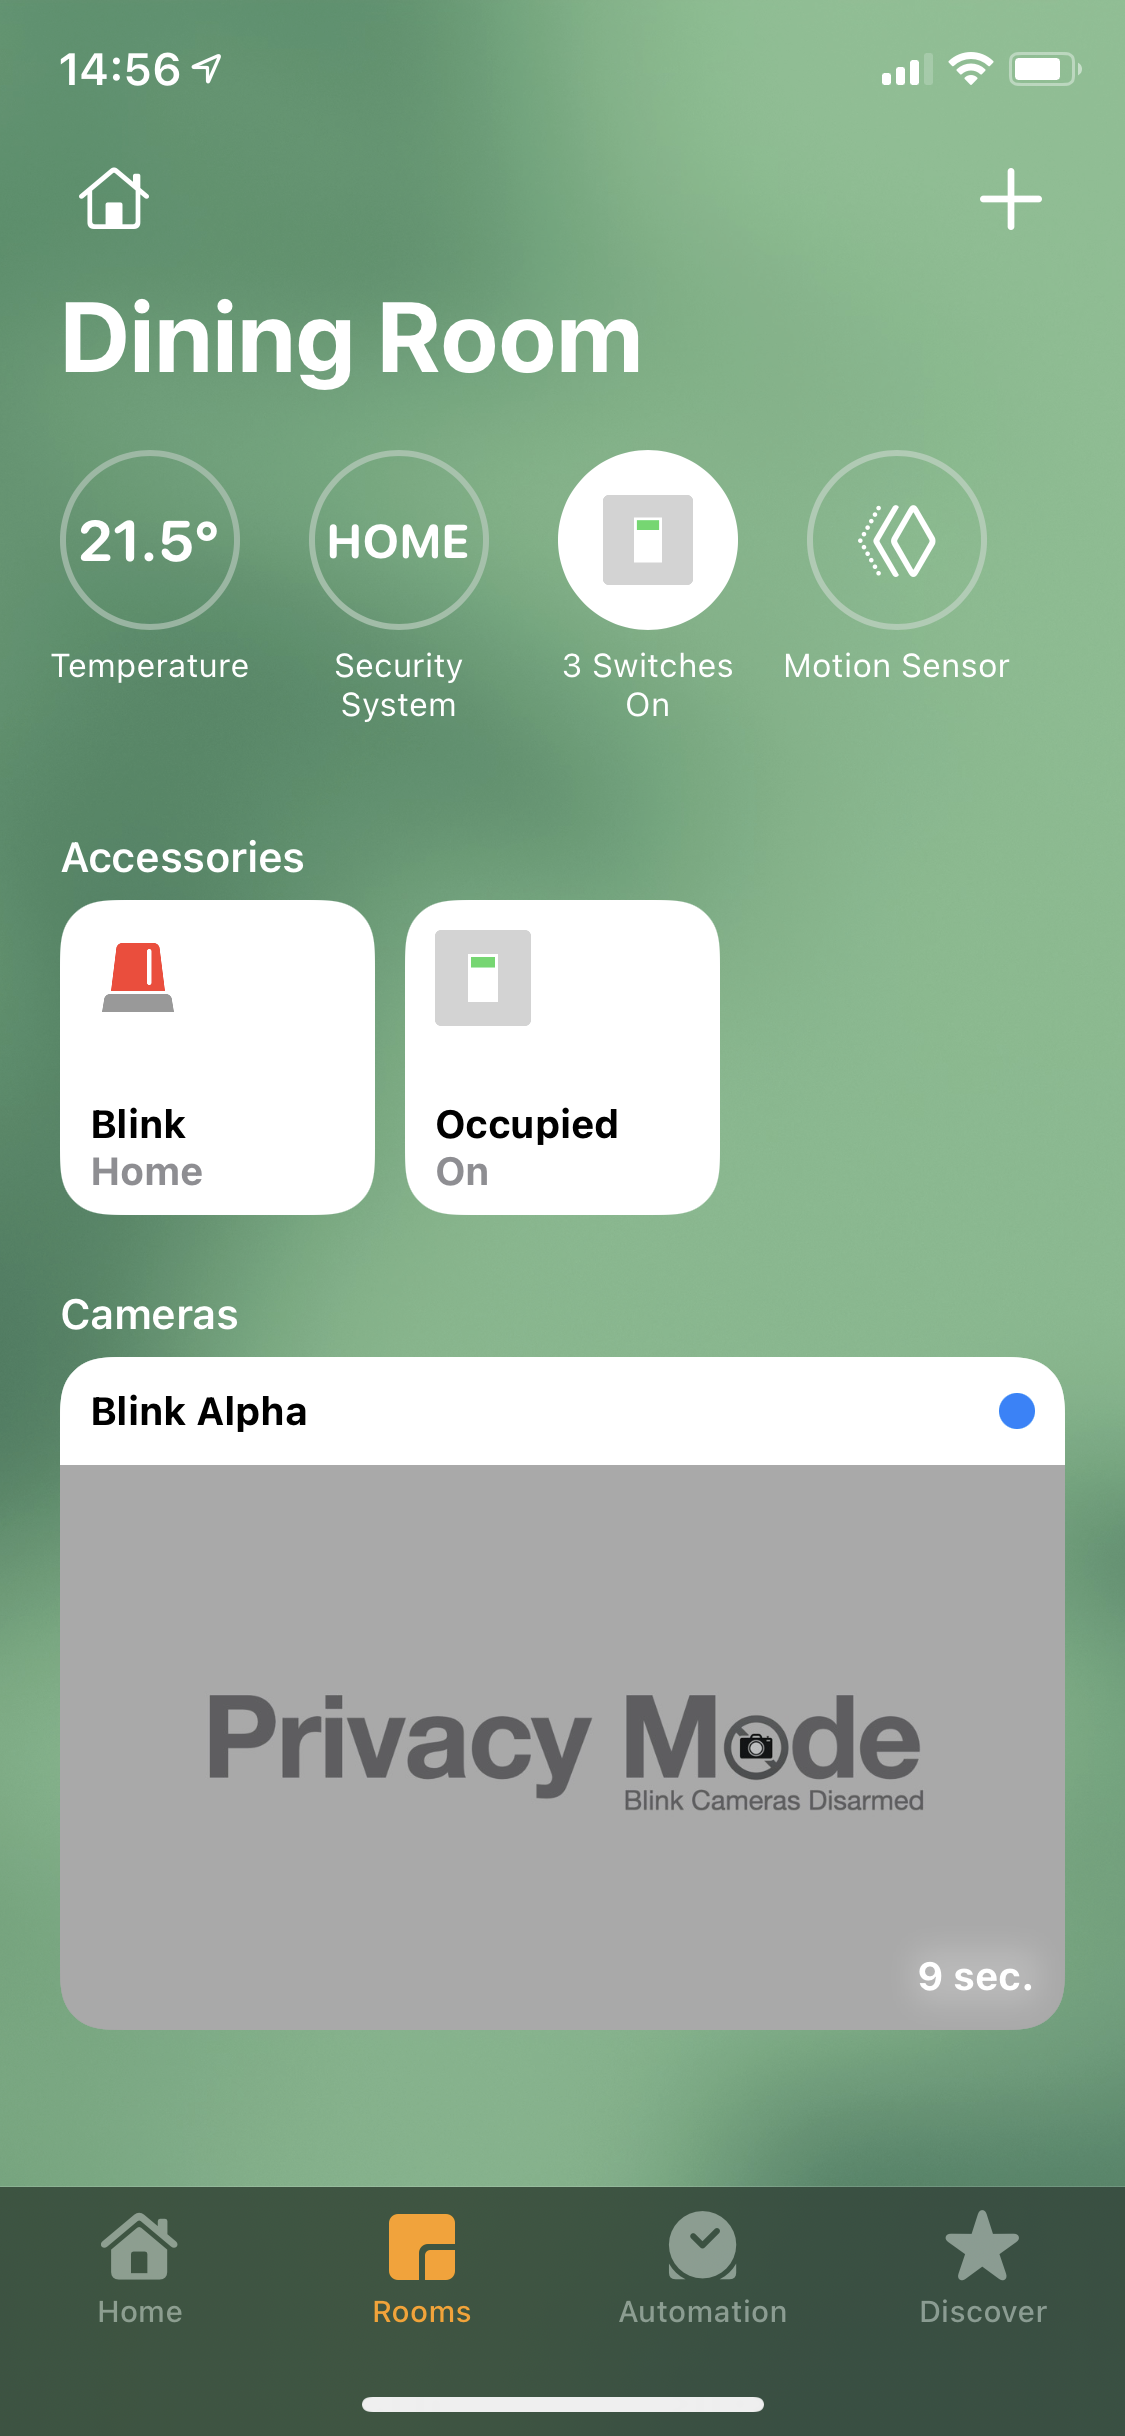 14:56
Dining Room
21.5°
HOME
Temperature
Security
System
3 Switches
On
Motion Sensor
Accessories
Blink
Home
Occupied
On
Cameras
Blink Alpha
Privacy Mode
Blink Cameras Disarmed
9 sec.
Home
Rooms
Automation
Discover